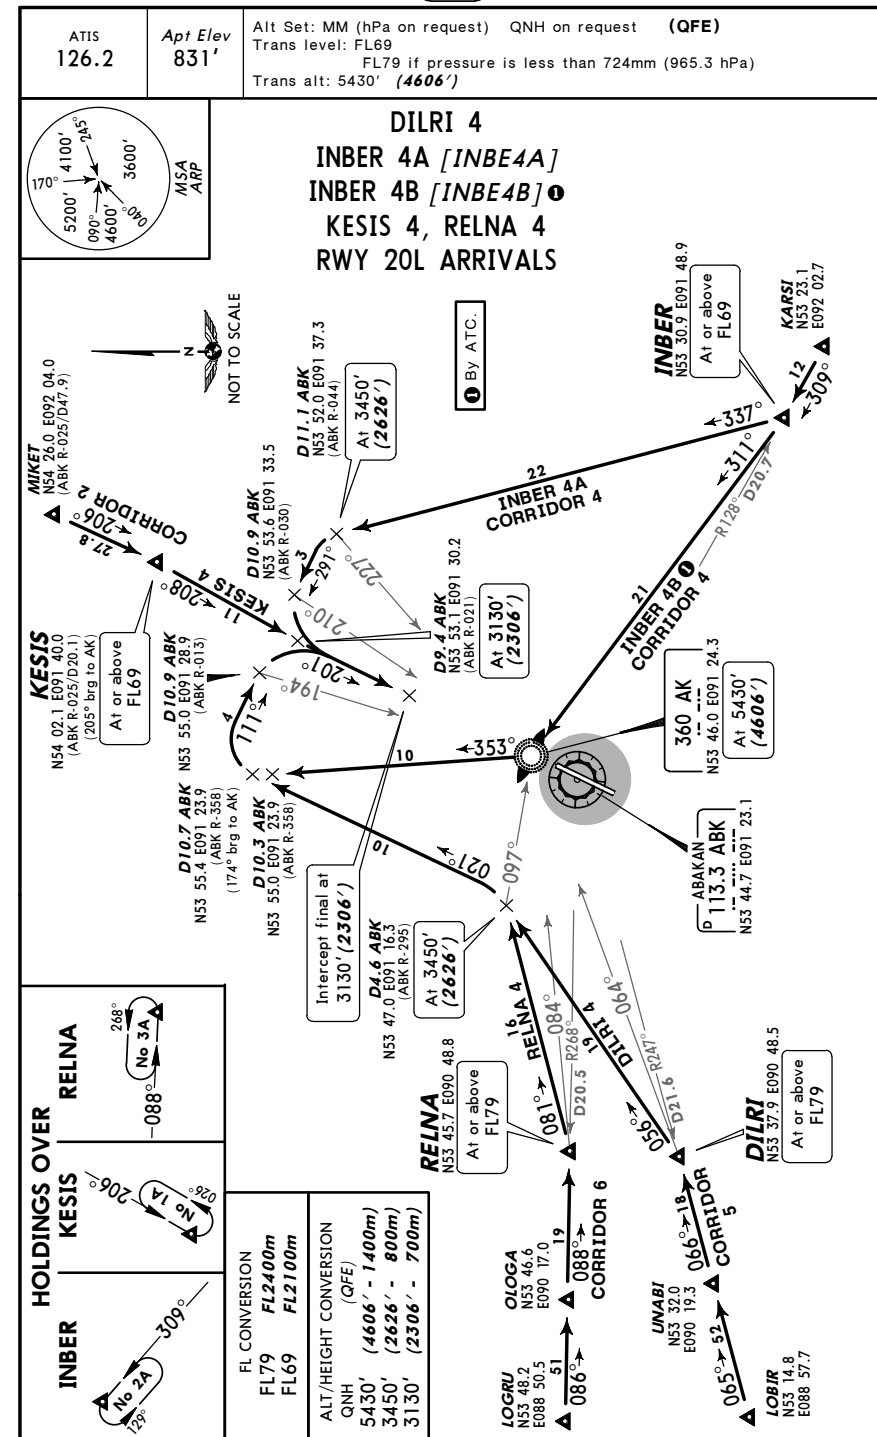 ATIS
126.2
Apt Elev
831'
Alt Set: MM (hPa on request) QNH on request (QFE)
Trans level: FL69
FL79 if pressure is less than 724mm (965.3 hPa)
Trans alt: 5430' (4606')
DILRI 4
INBER 4A [INBE4A]
INBER 4B [INBE4B] ❶
KESIS 4, RELNA 4
RWY 20L ARRIVALS
245°
4100'
3600'
170°
5200'
090°
4600'
040°
MSA
ARP
N
NOT TO SCALE
❶ By ATC.
MIKET
N54 26.0 E092 04.0
(ABK R-025/D47.9)
27.8
206°
CORRIDOR 2
KESIS
N54 02.1 E091 40.0
(ABK R-025/D20.1)
(205° brg to AK)
At or above
FL69
208°
11
KESIS 4
D10.9 ABK
N53 53.6 E091 33.5
(ABK R-030)
D11.1 ABK
N53 52.0 E091 37.3
(ABK R-044)
At 3450'
(2626')
3
291°
227°
210°
D9.4 ABK
N53 53.1 E091 30.2
(ABK R-021)
At 3130'
(2306')
201°
194°
D10.9 ABK
N53 55.0 E091 28.9
(ABK R-013)
4
111°
D10.7 ABK
N53 55.4 E091 23.9
(ABK R-358)
(174° brg to AK)
D10.3 ABK
N53 55.0 E091 23.9
(ABK R-358)
10
353°
10
021°
097°
Intercept final at
3130' (2306')
D4.6 ABK
N53 47.0 E091 16.3
(ABK R-295)
At 3450'
(2626')
INBER
N53 30.9 E091 48.9
At or above
FL69
KARSI
N53 23.1
E092 02.7
12
309°
337°
22
INBER 4A
CORRIDOR 4
311°
R128°
D20.7
21
INBER 4B ❶
CORRIDOR 4
360 AK
N53 46.0 E091 24.3
At 5430'
(4606')
ABAKAN
D 113.3 ABK
N53 44.7 E091 23.1
RELNA
N53 45.7 E090 48.8
At or above
FL79
081°
16
RELNA 4
084°
D20.5 R268°
19
DILRI 4
056°
064°
D21.6 R247°
DILRI
N53 37.9 E090 48.5
At or above
FL79
OLOGA
N53 46.6
E090 17.0
19
088°
CORRIDOR 6
LOGRU
N53 48.2
E088 50.5
51
086°
UNABI
N53 32.0
E090 19.3
18
066°
CORRIDOR
5
LOBIR
N53 14.8
E088 57.7
52
065°
HOLDINGS OVER
RELNA
268°
No 3A
088°
KESIS
206°
No 1A
026°
INBER
309°
No 2A
129°
FL CONVERSION
FL79 FL2400m
FL69 FL2100m
ALT/HEIGHT CONVERSION
QNH (QFE)
5430' (4606' - 1400m)
3450' (2626' - 800m)
3130' (2306' - 700m)